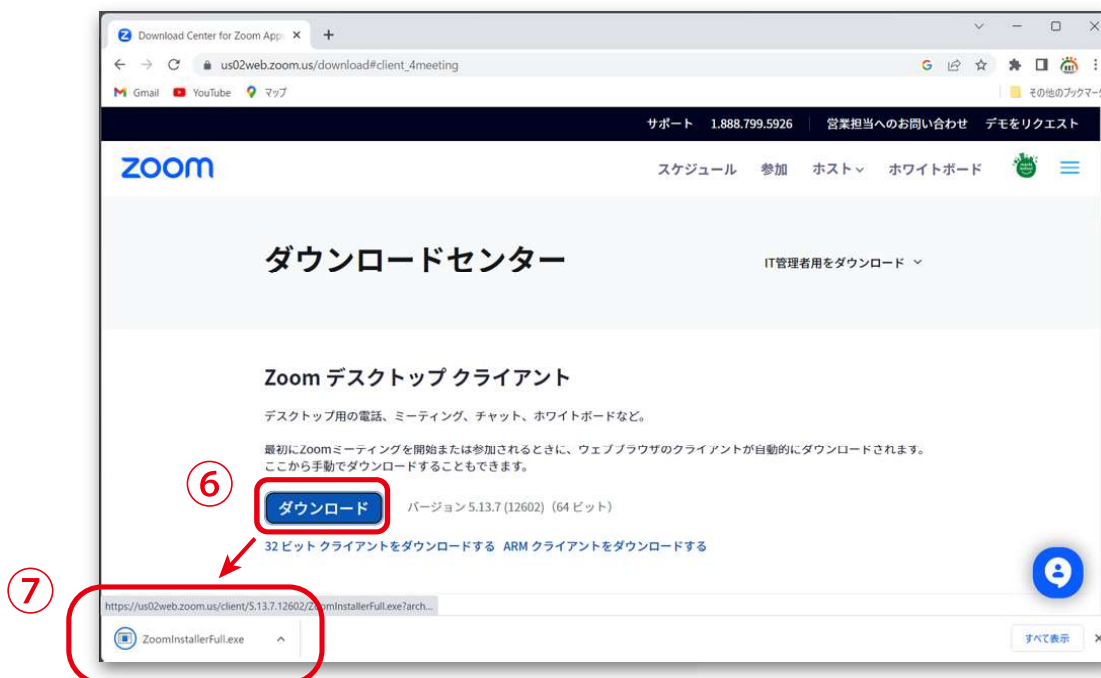 Download Center for Zoom App
us02web.zoom.us/download#client_4meeting
Gmail YouTube マップ その他のブックマーク
サポート 1.888.799.5926 営業担当へのお問い合わせ デモをリクエスト
zoom スケジュール 参加 ホスト ホワイトボード
ダウンロードセンター IT管理者用をダウンロード
Zoom デスクトップ クライアント
デスクトップ用の電話、ミーティング、チャット、ホワイトボードなど。
最初にZoomミーティングを開始または参加されるときに、ウェブブラウザのクライアントが自動的にダウンロードされます。
ここから手動でダウンロードすることもできます。
⑥
ダウンロード バージョン 5.13.7 (12602)（64 ビット）
32 ビット クライアントをダウンロードする ARM クライアントをダウンロードする
⑦
https://us02web.zoom.us/client/5.13.7.12602/ZoomInstallerFull.exe?arch...
ZoomInstallerFull.exe すべて表示